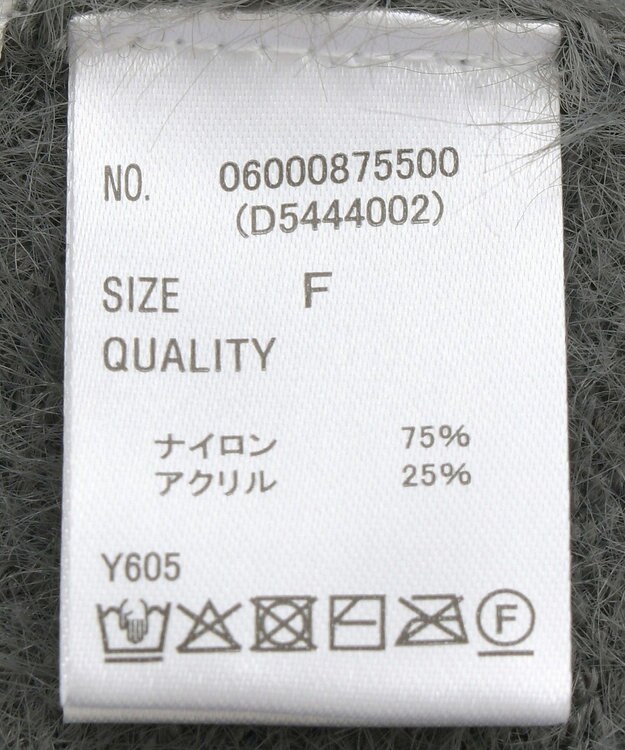 NO. 06000875500
(D5444002)
SIZE F
QUALITY
ナイロン 75%
アクリル 25%
Y605
F